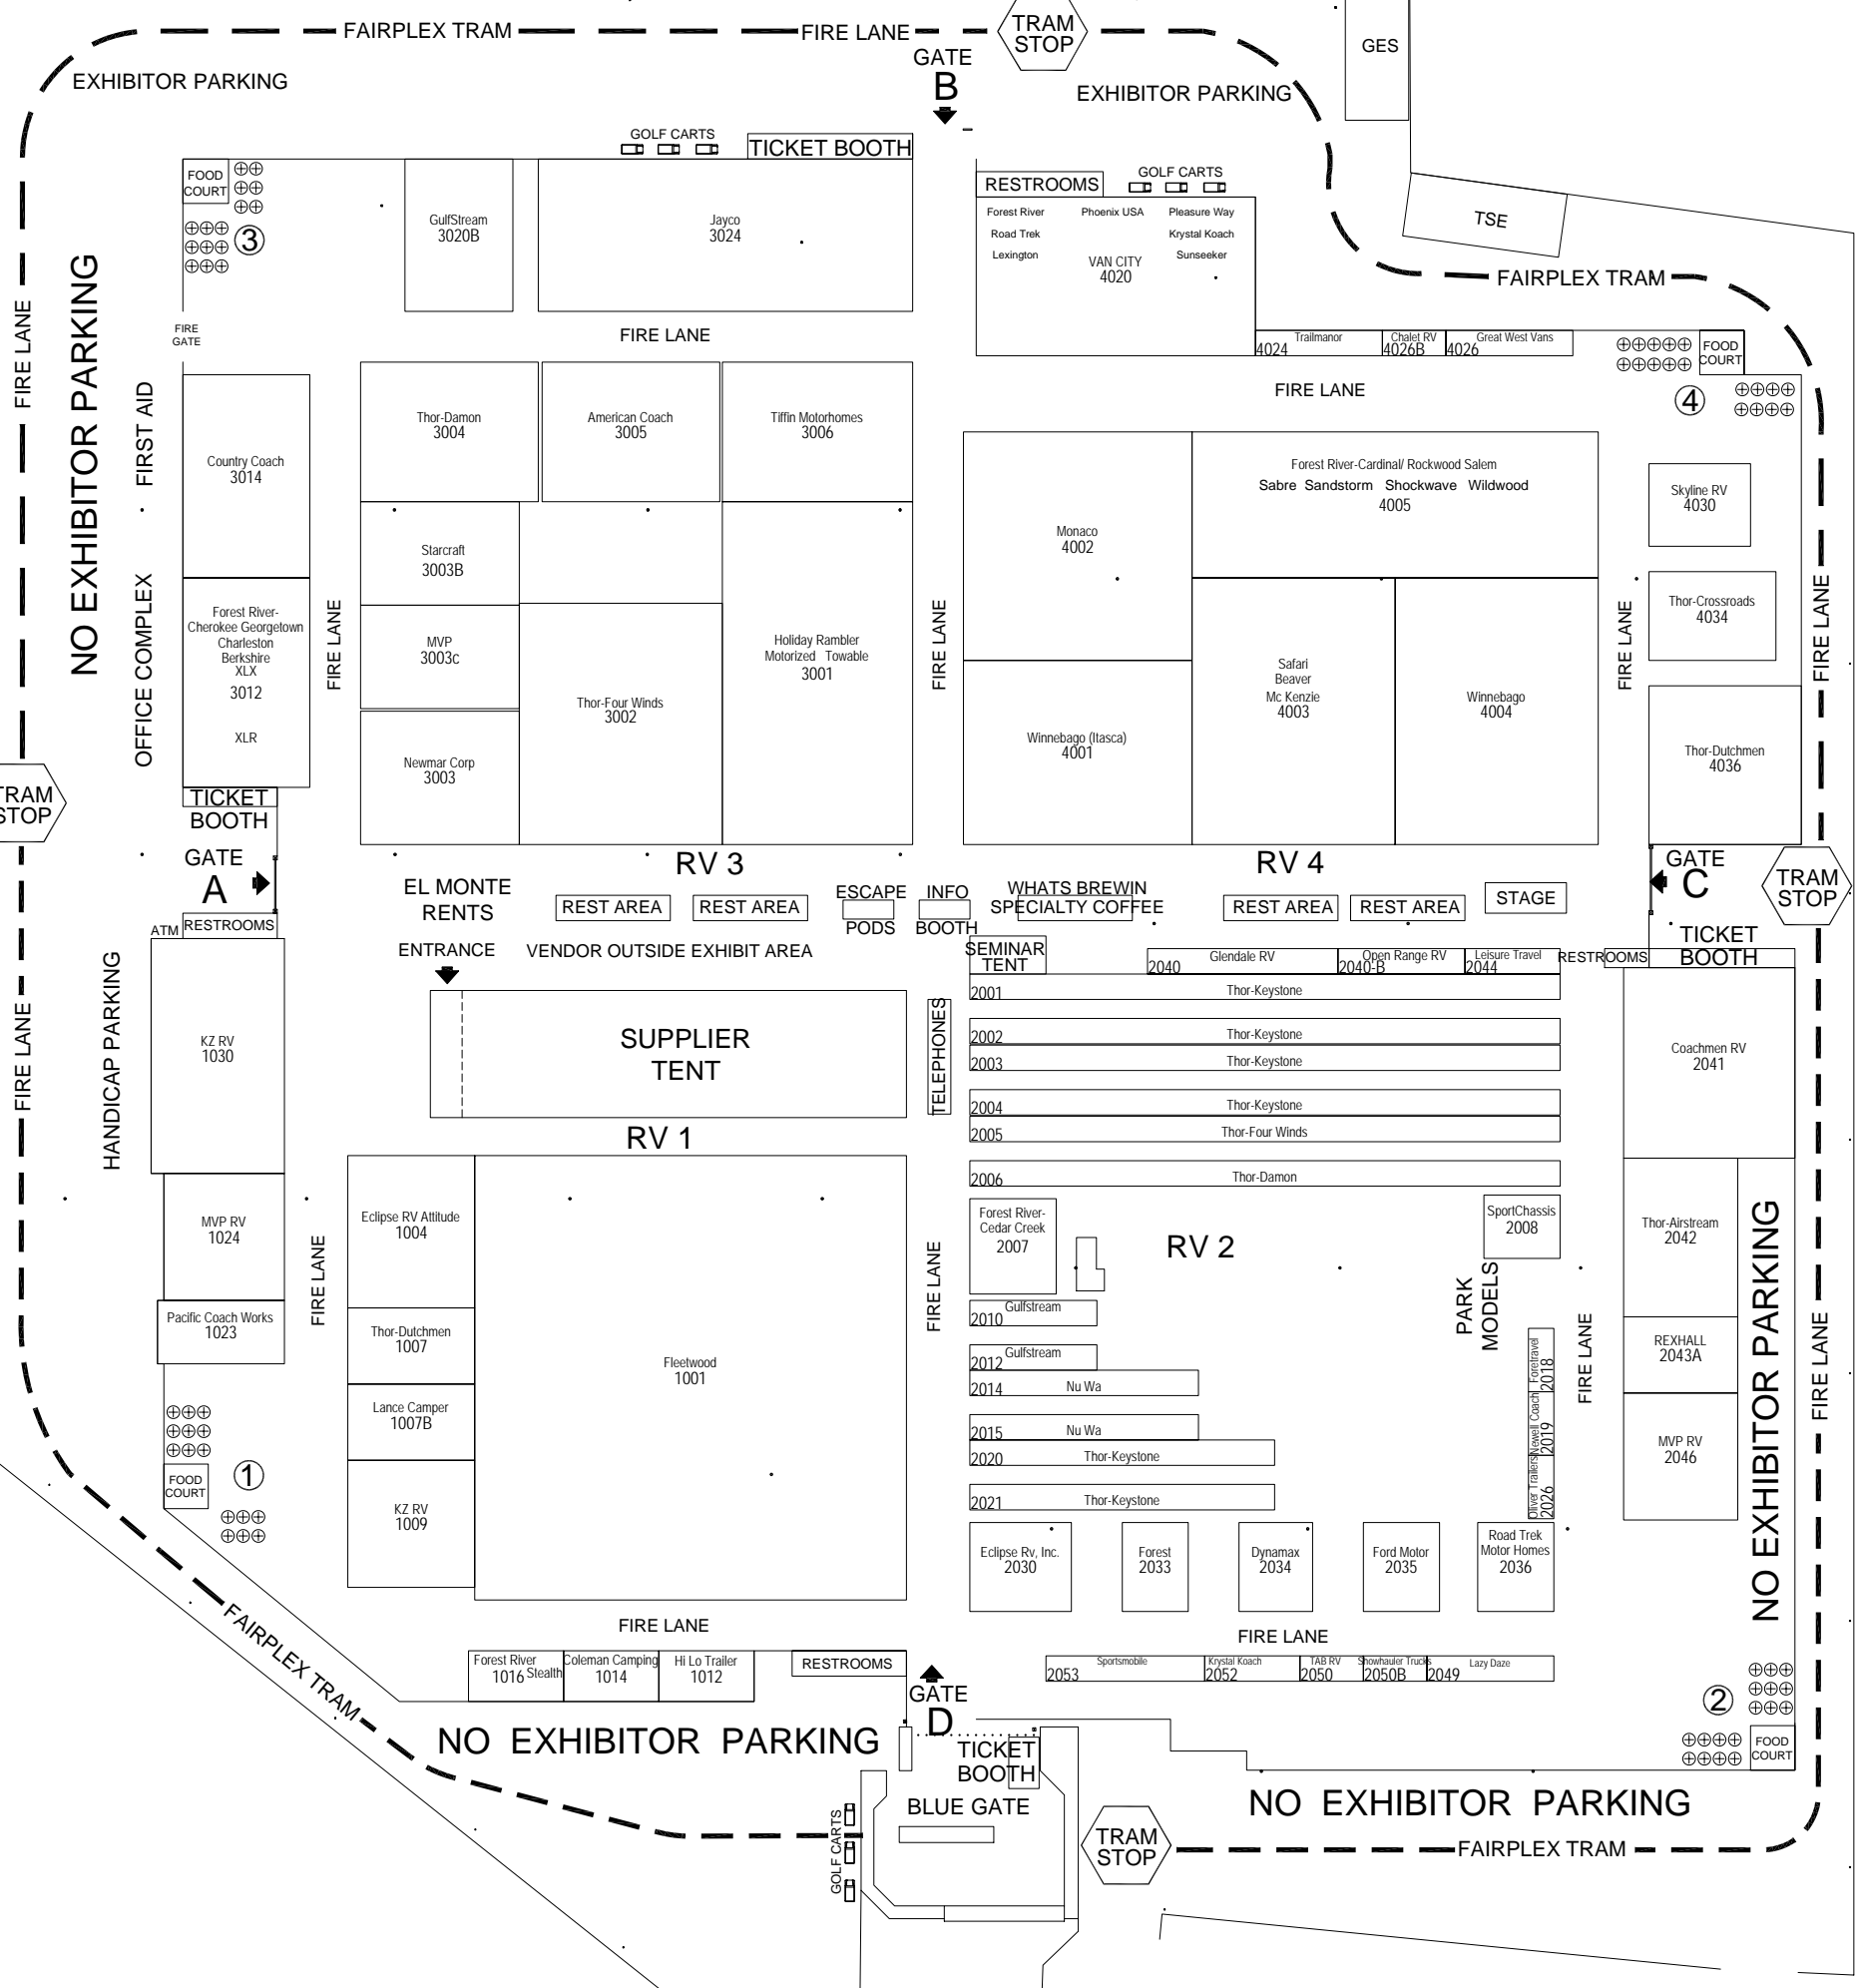 FAIRPLEX TRAM
FIRE LANE
TRAM
STOP
GES
GATE
B
EXHIBITOR PARKING
EXHIBITOR PARKING
GOLF CARTS
TICKET BOOTH
FOOD
COURT
3
GulfStream
3020B
Jayco
3024
RESTROOMS
GOLF CARTS
Forest River
Phoenix USA
Pleasure Way
Road Trek
Krystal Koach
Lexington
Sunseeker
VAN CITY
4020
TSE
FAIRPLEX TRAM
FIRE LANE
NO EXHIBITOR PARKING
FIRE
GATE
FIRE LANE
Trailmanor
4024
Chalet RV
4026B
Great West Vans
4026
FOOD
COURT
4
FIRE LANE
FIRST AID
Country Coach
3014
Thor-Damon
3004
American Coach
3005
Tiffin Motorhomes
3006
Monaco
4002
Forest River-Cardinal/ Rockwood Salem
Sabre Sandstorm Shockwave Wildwood
4005
Skyline RV
4030
OFFICE COMPLEX
Forest River-
Cherokee Georgetown
Charleston
Berkshire
XLX
3012
XLR
FIRE LANE
Starcraft
3003B
MVP
3003c
Newmar Corp
3003
Thor-Four Winds
3002
Holiday Rambler
Motorized Towable
3001
FIRE LANE
Winnebago (Itasca)
4001
Safari
Beaver
Mc Kenzie
4003
Winnebago
4004
FIRE LANE
Thor-Crossroads
4034
Thor-Dutchmen
4036
FIRE LANE
TRAM
STOP
TICKET
BOOTH
GATE
A
RV 3
RV 4
GATE
C
TRAM
STOP
EL MONTE
RENTS
REST AREA
REST AREA
ESCAPE
PODS
INFO
BOOTH
WHATS BREWIN
SPECIALTY COFFEE
REST AREA
REST AREA
STAGE
ATM
RESTROOMS
ENTRANCE
VENDOR OUTSIDE EXHIBIT AREA
SEMINAR
TENT
Glendale RV
2040
Open Range RV
2040-B
Leisure Travel
2044
RESTROOMS
TICKET
BOOTH
FIRE LANE
HANDICAP PARKING
KZ RV
1030
SUPPLIER
TENT
TELEPHONES
2001
Thor-Keystone
2002
Thor-Keystone
2003
Thor-Keystone
2004
Thor-Keystone
2005
Thor-Four Winds
2006
Thor-Damon
Coachmen RV
2041
RV 1
MVP RV
1024
Pacific Coach Works
1023
FIRE LANE
Eclipse RV Attitude
1004
Thor-Dutchmen
1007
Lance Camper
1007B
KZ RV
1009
Fleetwood
1001
FIRE LANE
Forest River-
Cedar Creek
2007
RV 2
SportChassis
2008
PARK
MODELS
Gulfstream
2010
Gulfstream
2012
2014
Nu Wa
2015
Nu Wa
2020
Thor-Keystone
2021
Thor-Keystone
Foretravel
2018
Newell Coach
2019
Oliver Trailers
2026
FIRE LANE
Thor-Airstream
2042
REXHALL
2043A
MVP RV
2046
NO EXHIBITOR PARKING
FIRE LANE
FOOD
COURT
1
Eclipse Rv, Inc.
2030
Forest
2033
Dynamax
2034
Ford Motor
2035
Road Trek
Motor Homes
2036
FIRE LANE
FIRE LANE
FAIRPLEX TRAM
Forest River
1016 Stealth
Coleman Camping
1014
Hi Lo Trailer
1012
RESTROOMS
Sportsmobile
2053
Krystal Koach
2052
TAB RV
2050
Showhauler Trucks
2050B
Lazy Daze
2049
2
FOOD
COURT
GATE
D
NO EXHIBITOR PARKING
TICKET
BOOTH
BLUE GATE
GOLF CARTS
NO EXHIBITOR PARKING
TRAM
STOP
FAIRPLEX TRAM